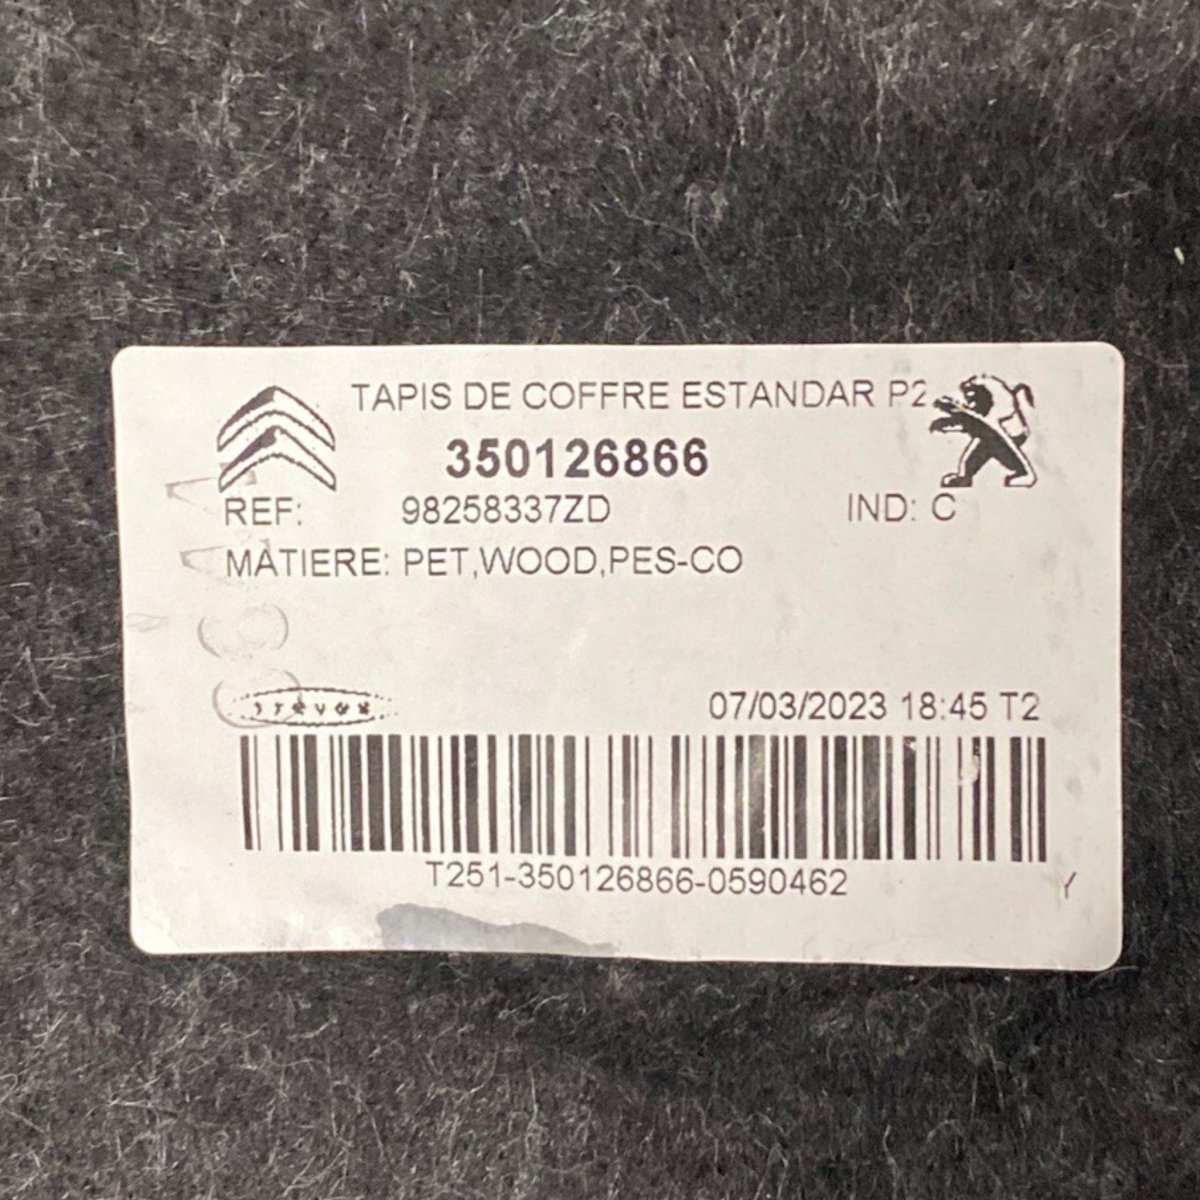 TAPIS DE COFFRE ESTANDAR P2
350126866
REF: 98258337ZD IND: C
MATIERE: PET,WOOD,PES-CO
treves
07/03/2023 18:45 T2
T251-350126866-0590462
Y